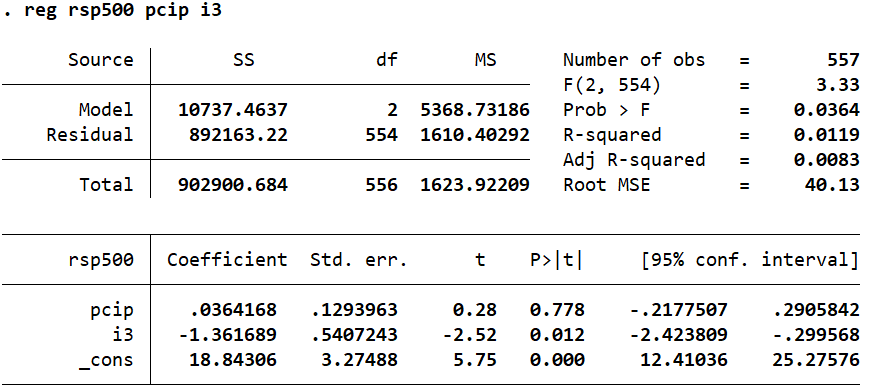 . reg rsp500 pcip i3
Source SS df MS Number of obs = 557
F(2, 554) = 3.33
Model 10737.4637 2 5368.73186 Prob > F = 0.0364
Residual 892163.22 554 1610.40292 R-squared = 0.0119
Adj R-squared = 0.0083
Total 902900.684 556 1623.92209 Root MSE = 40.13
rsp500 Coefficient Std. err. t P>|t| [95% conf. interval]
pcip .0364168 .1293963 0.28 0.778 -.2177507 .2905842
i3 -1.361689 .5407243 -2.52 0.012 -2.423809 -.299568
_cons 18.84306 3.27488 5.75 0.000 12.41036 25.27576